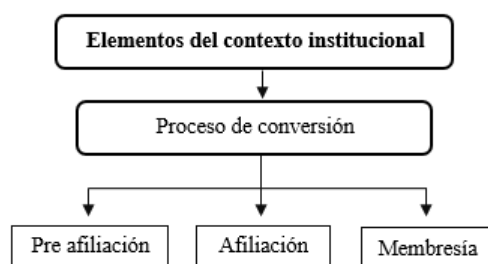 Elementos del contexto institucional
Proceso de conversión
Pre afiliación
Afiliación
Membresía